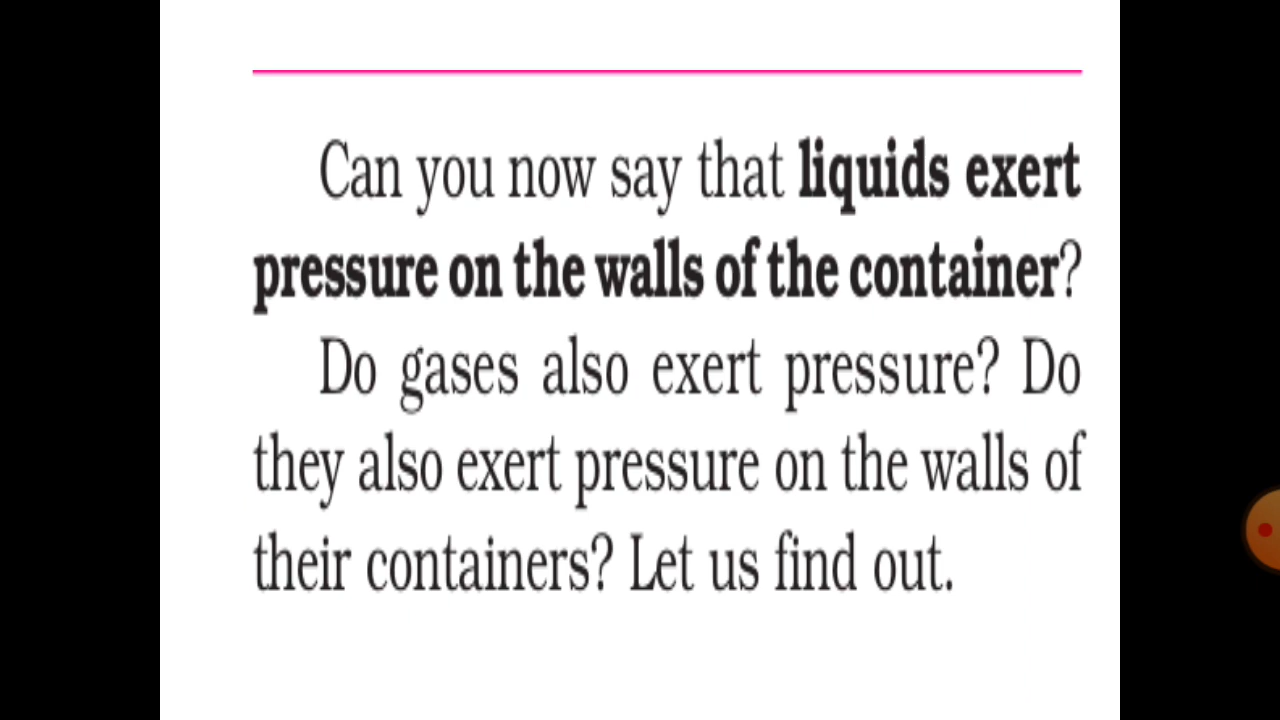 Can you now say that liquids exert
pressure on the walls of the container?
Do gases also exert pressure? Do
they also exert pressure on the walls of
their containers? Let us find out.